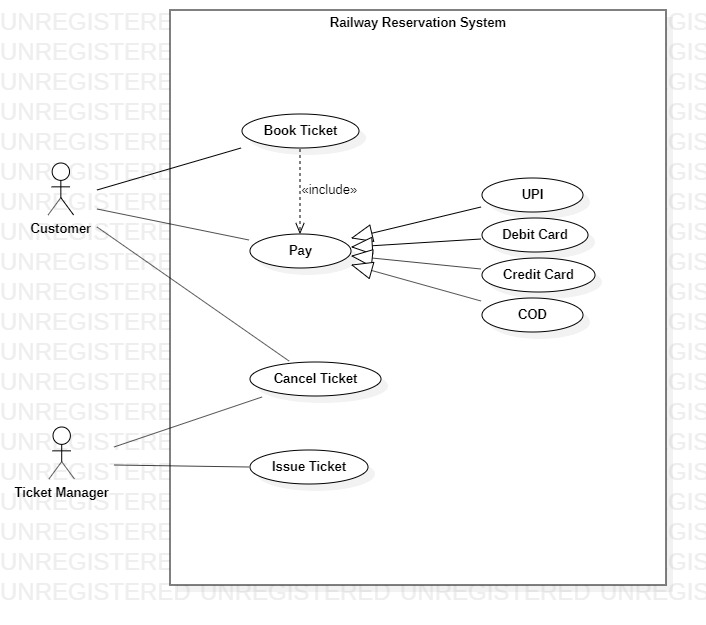 Railway Reservation System
Book Ticket
«include»
UPI
Customer
Debit Card
Pay
Credit Card
COD
Cancel Ticket
Issue Ticket
Ticket Manager
UNREGISTERED UNREGISTERED UNREGISTERED UNREGIS